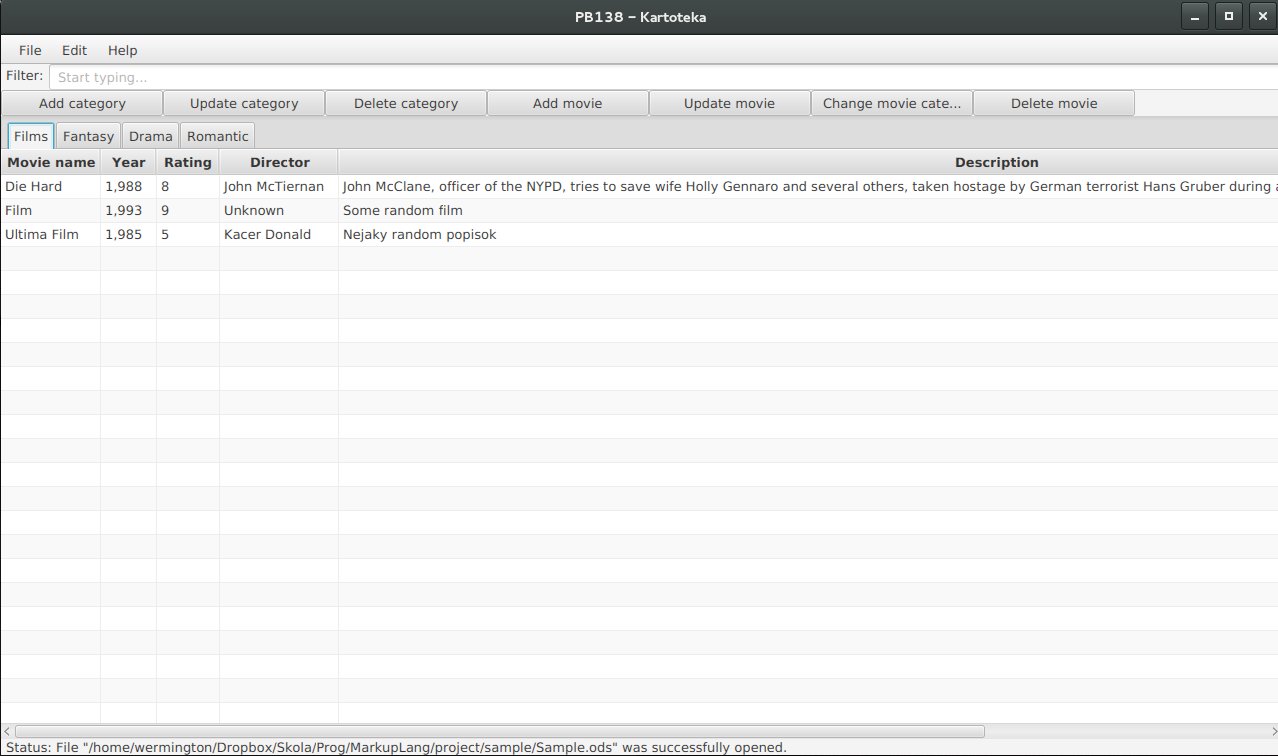 PB138 – Kartoteka
File Edit Help
Filter: Start typing...
Add category Update category Delete category Add movie Update movie Change movie cate... Delete movie
Films Fantasy Drama Romantic
Movie name Year Rating Director Description
Die Hard 1,988 8 John McTiernan John McClane, officer of the NYPD, tries to save wife Holly Gennaro and several others, taken hostage by German terrorist Hans Gruber during
Film 1,993 9 Unknown Some random film
Ultima Film 1,985 5 Kacer Donald Nejaky random popisok
Status: File "/home/wermington/Dropbox/Skola/Prog/MarkupLang/project/sample/Sample.ods" was successfully opened.